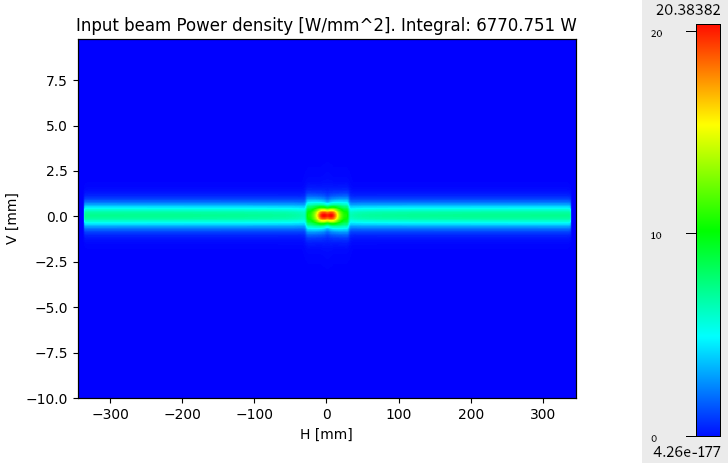 Input beam Power density [W/mm^2]. Integral: 6770.751 W
20.38382
20
10
0
4.26e-177
7.5
5.0
2.5
0.0
−2.5
−5.0
−7.5
−10.0
V [mm]
−300 −200 −100 0 100 200 300
H [mm]